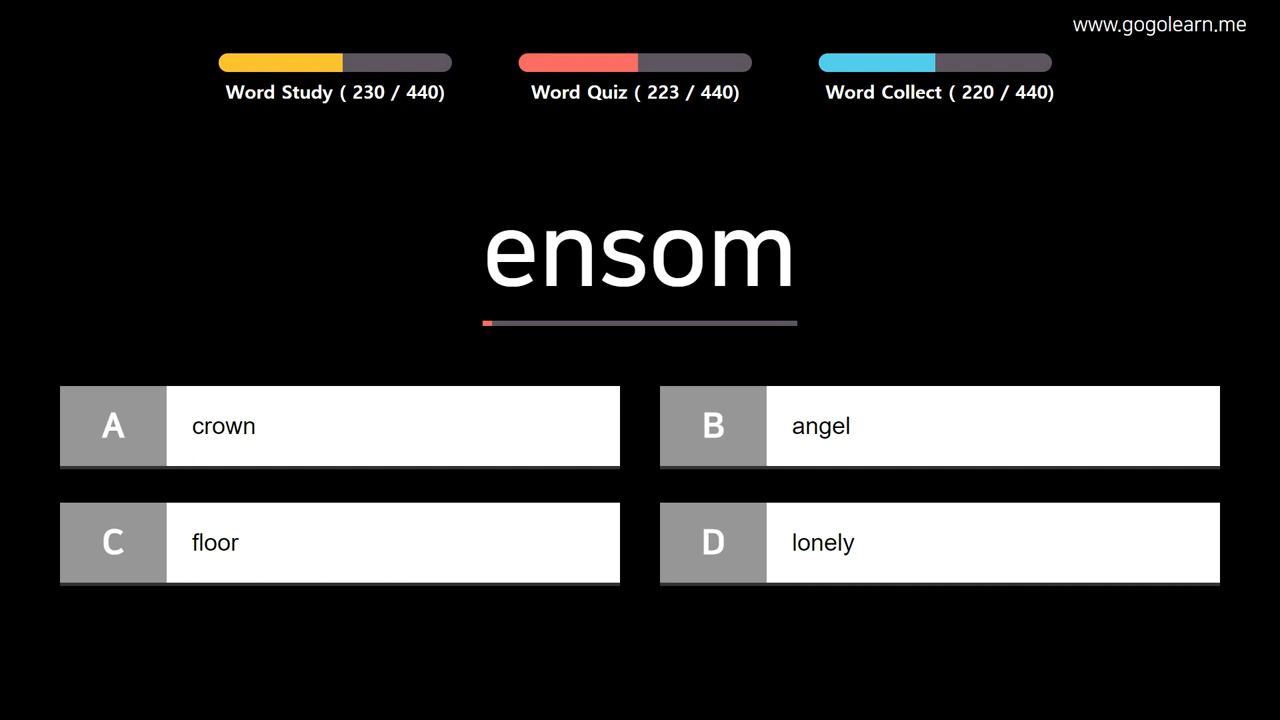 www.gogolearn.me
Word Study ( 230 / 440)
Word Quiz ( 223 / 440)
Word Collect ( 220 / 440)
ensom
A crown
B angel
C floor
D lonely